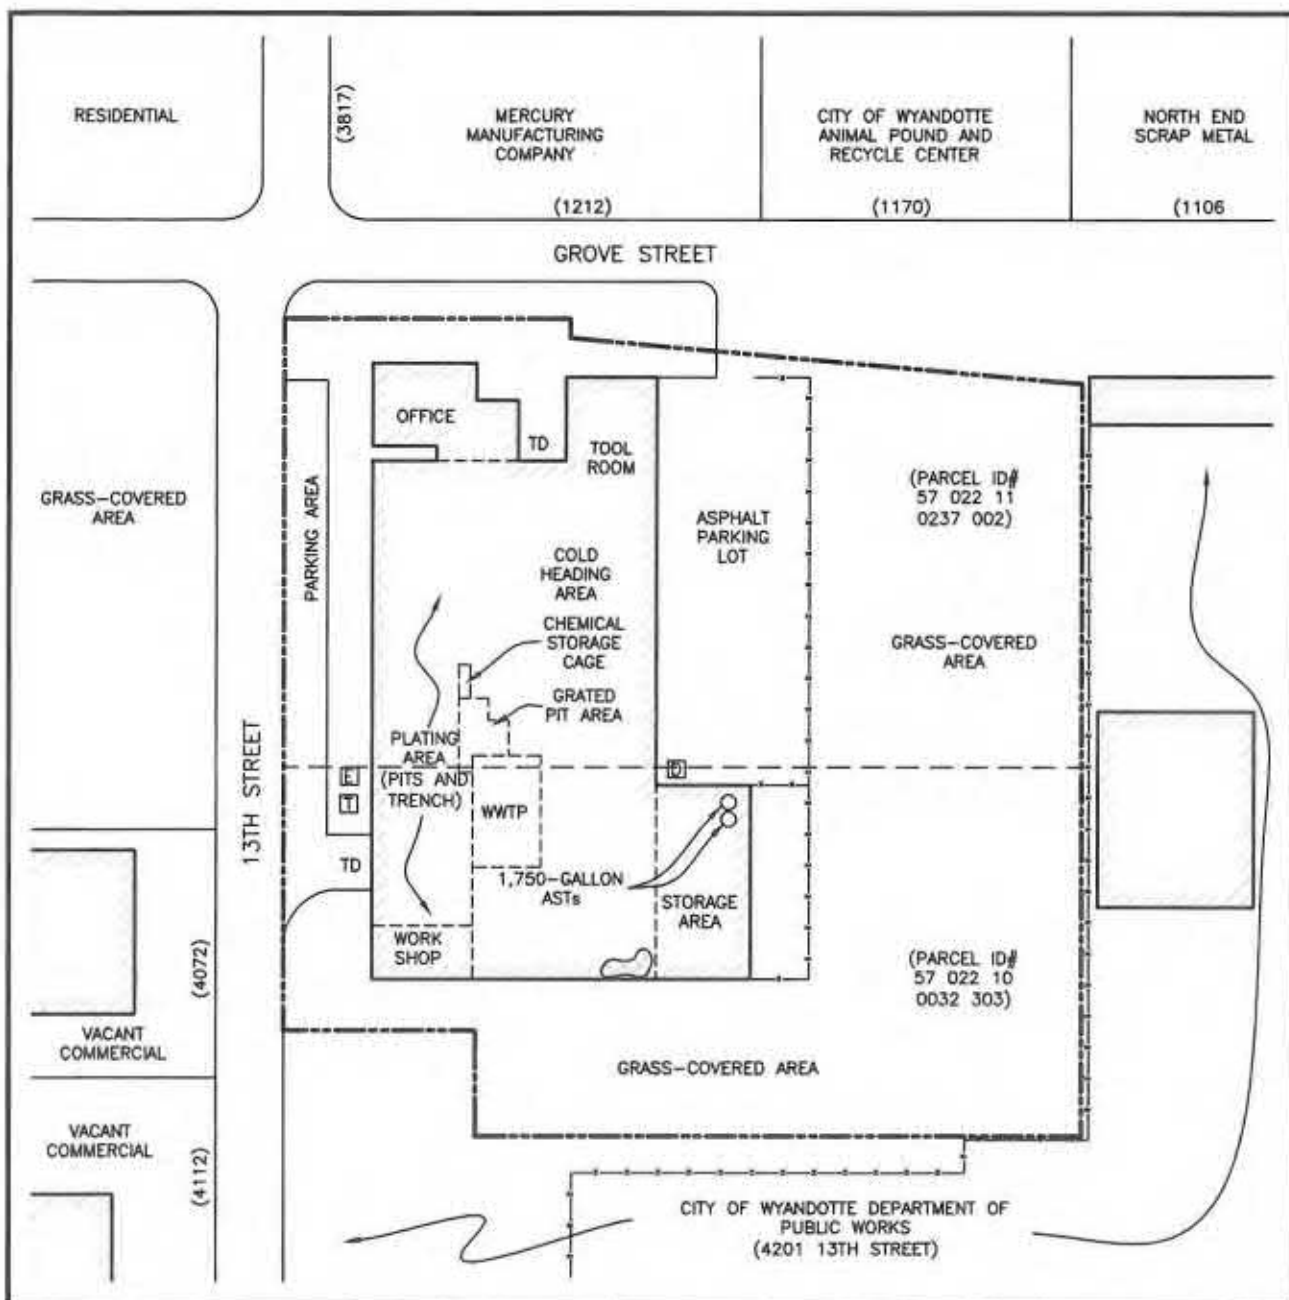 RESIDENTIAL
(3817)
MERCURY
MANUFACTURING
COMPANY
(1212)
CITY OF WYANDOTTE
ANIMAL POUND AND
RECYCLE CENTER
(1170)
NORTH END
SCRAP METAL
(1106
GROVE STREET
GRASS-COVERED
AREA
PARKING AREA
OFFICE
TD
TOOL
ROOM
ASPHALT
PARKING
LOT
(PARCEL ID#
57 022 11
0237 002)
COLD
HEADING
AREA
CHEMICAL
STORAGE
CAGE
GRATED
PIT AREA
GRASS-COVERED
AREA
13TH STREET
PLATING
AREA
(PITS AND
TRENCH)
E
T
D
WWTP
TD
1,750-GALLON
ASTs
STORAGE
AREA
WORK
SHOP
(PARCEL ID#
57 022 10
0032 303)
(4072)
VACANT
COMMERCIAL
GRASS-COVERED AREA
VACANT
COMMERCIAL
(4112)
CITY OF WYANDOTTE DEPARTMENT OF
PUBLIC WORKS
(4201 13TH STREET)